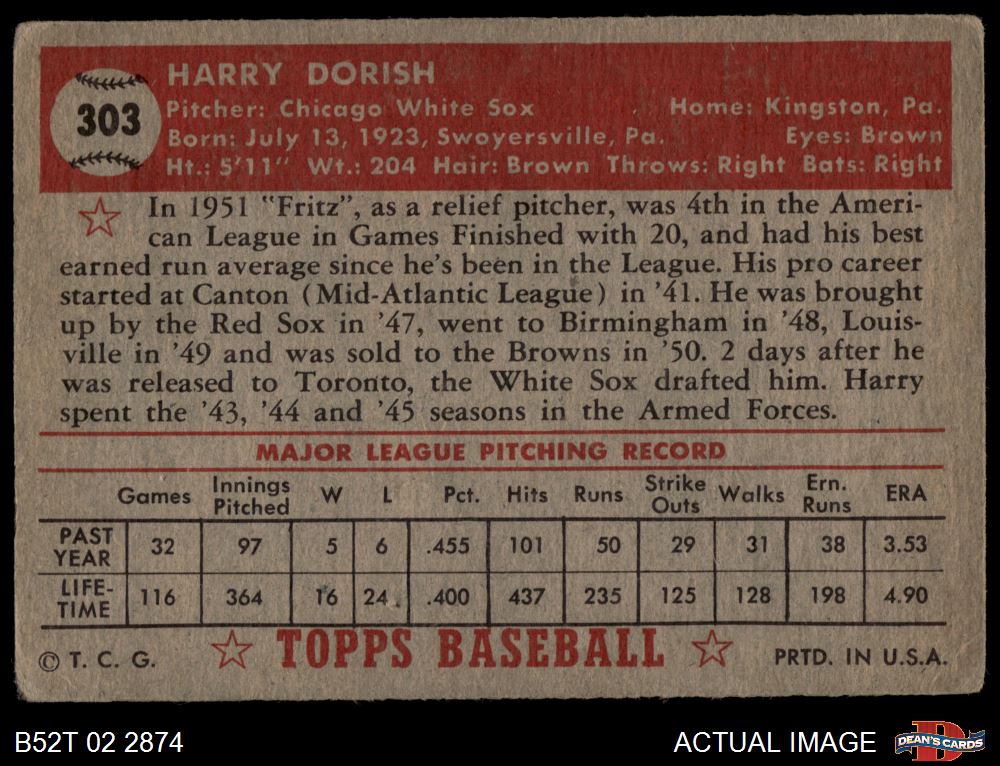 HARRY DORISH
303
Pitcher: Chicago White Sox Home: Kingston, Pa.
Born: July 13, 1923, Swoyersville, Pa. Eyes: Brown
Ht.: 5'11" Wt.: 204 Hair: Brown Throws: Right Bats: Right
In 1951 "Fritz", as a relief pitcher, was 4th in the Ameri-
can League in Games Finished with 20, and had his best
earned run average since he's been in the League. His pro career
started at Canton (Mid-Atlantic League) in '41. He was brought
up by the Red Sox in '47, went to Birmingham in '48, Louis-
ville in '49 and was sold to the Browns in '50. 2 days after he
was released to Toronto, the White Sox drafted him. Harry
spent the '43, '44 and '45 seasons in the Armed Forces.
MAJOR LEAGUE PITCHING RECORD
Games Innings Pitched W L Pct. Hits Runs Strike Outs Walks Ern. Runs ERA
PAST YEAR 32 97 5 6 .455 101 50 29 31 38 3.53
LIFE-TIME 116 364 16 24 .400 437 235 125 128 198 4.90
© T. C. G. TOPPS BASEBALL PRTD. IN U.S.A.
B52T 02 2874 ACTUAL IMAGE DEAN'S CARDS